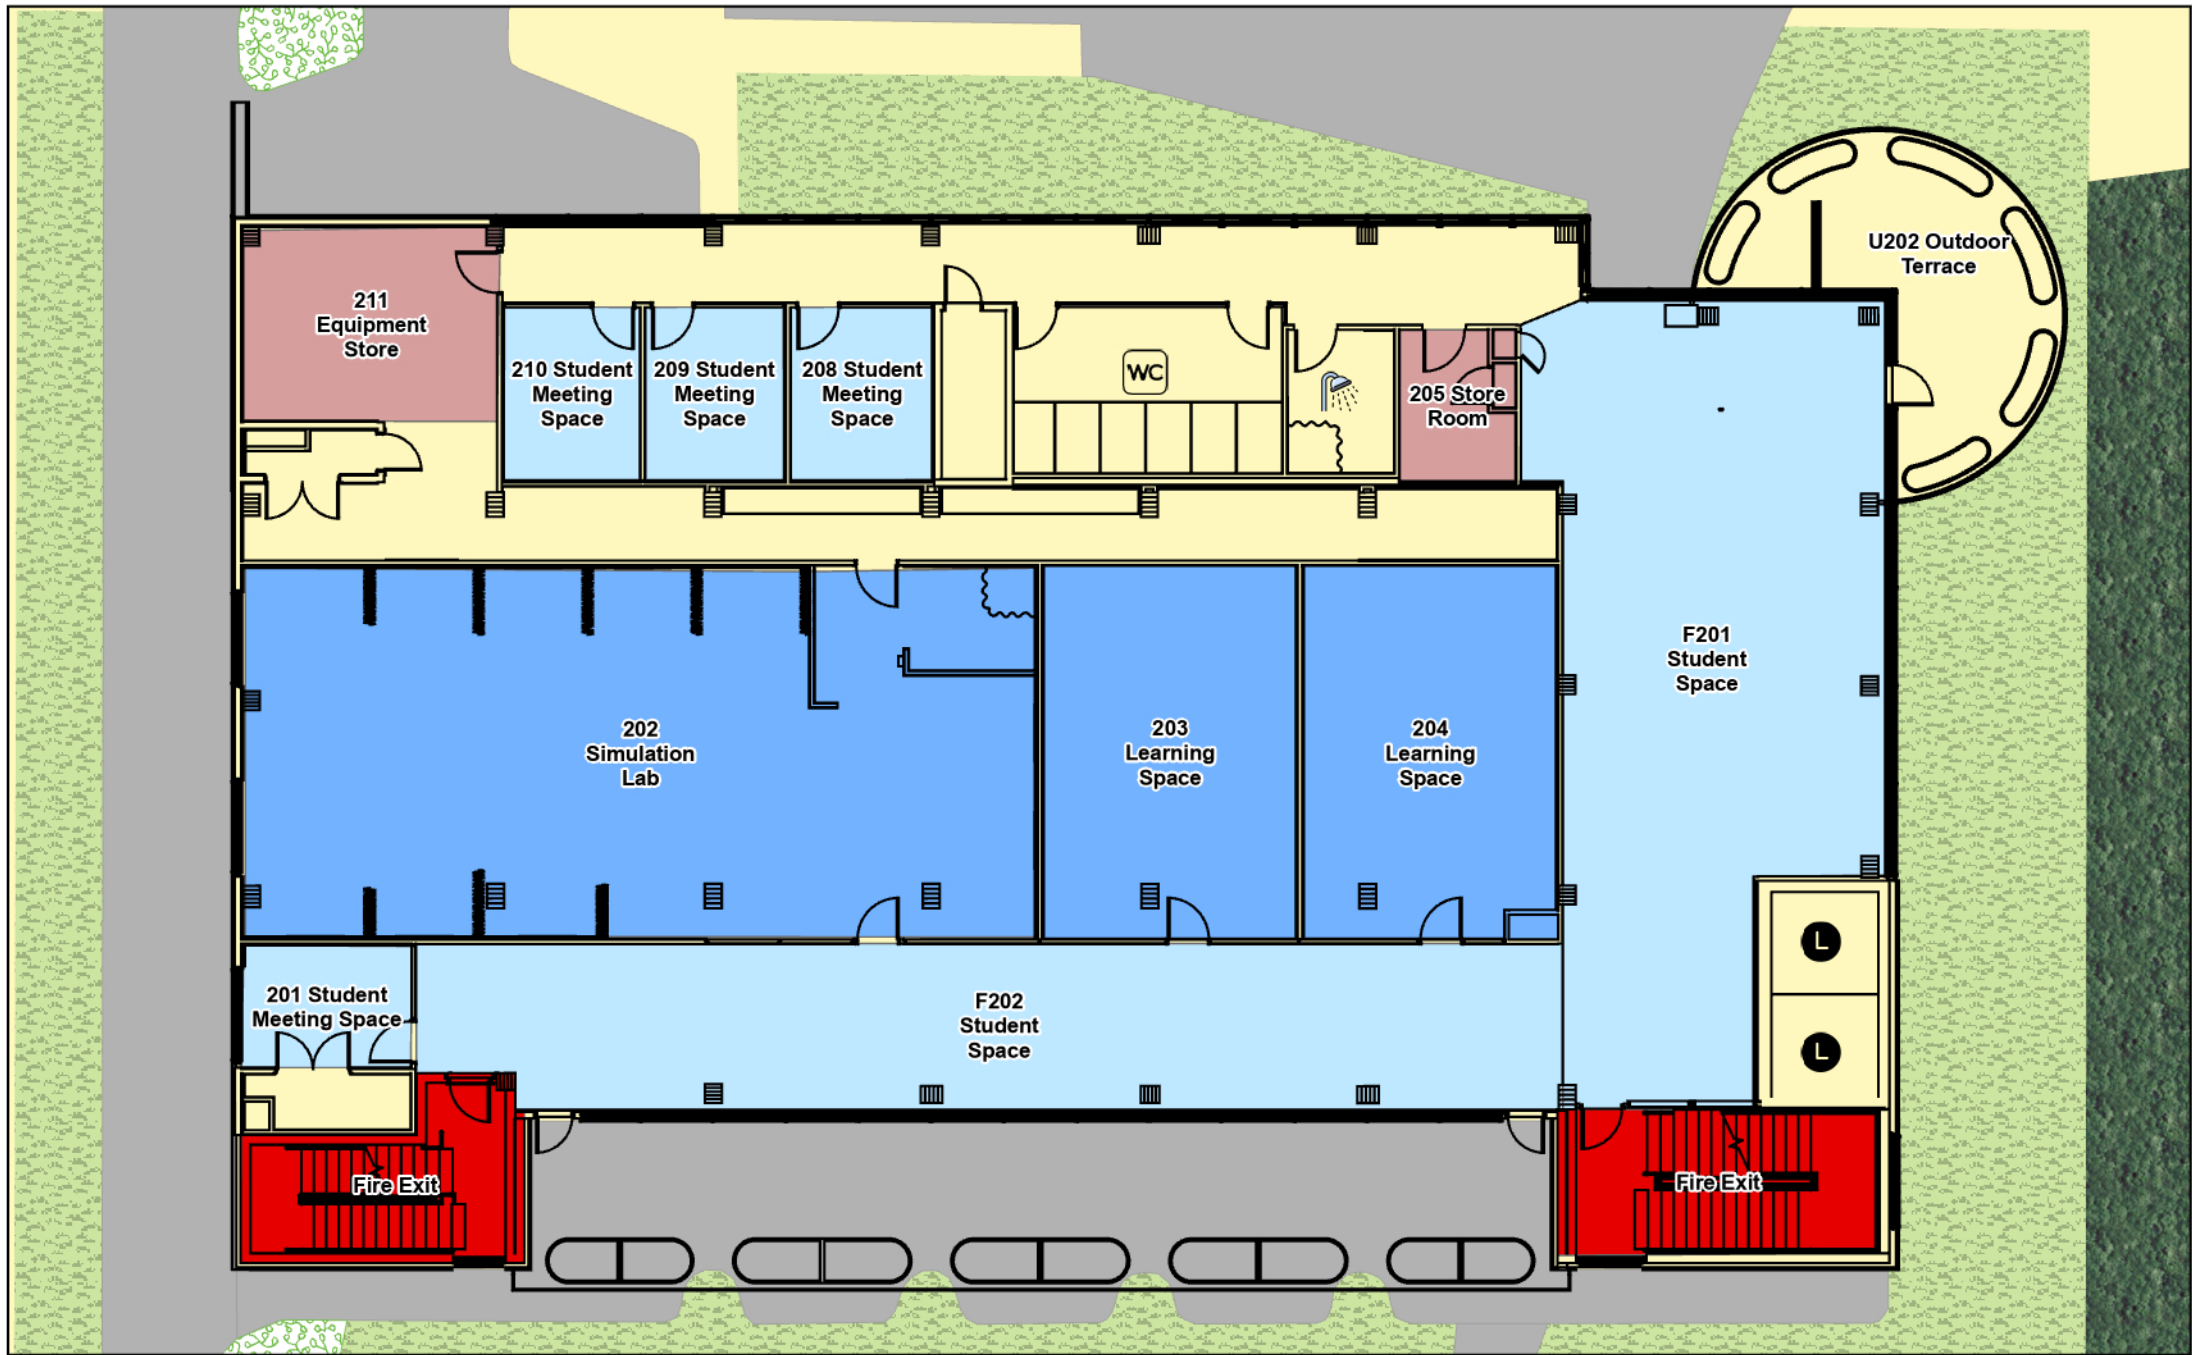 U202 Outdoor
Terrace
211
Equipment
Store
210 Student
Meeting
Space
209 Student
Meeting
Space
208 Student
Meeting
Space
WC
205 Store
Room
F201
Student
Space
202
Simulation
Lab
203
Learning
Space
204
Learning
Space
L
201 Student
Meeting Space
F202
Student
Space
L
Fire Exit
Fire Exit